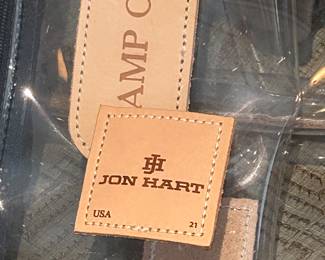 AMP C
JH
JON HART
USA 21